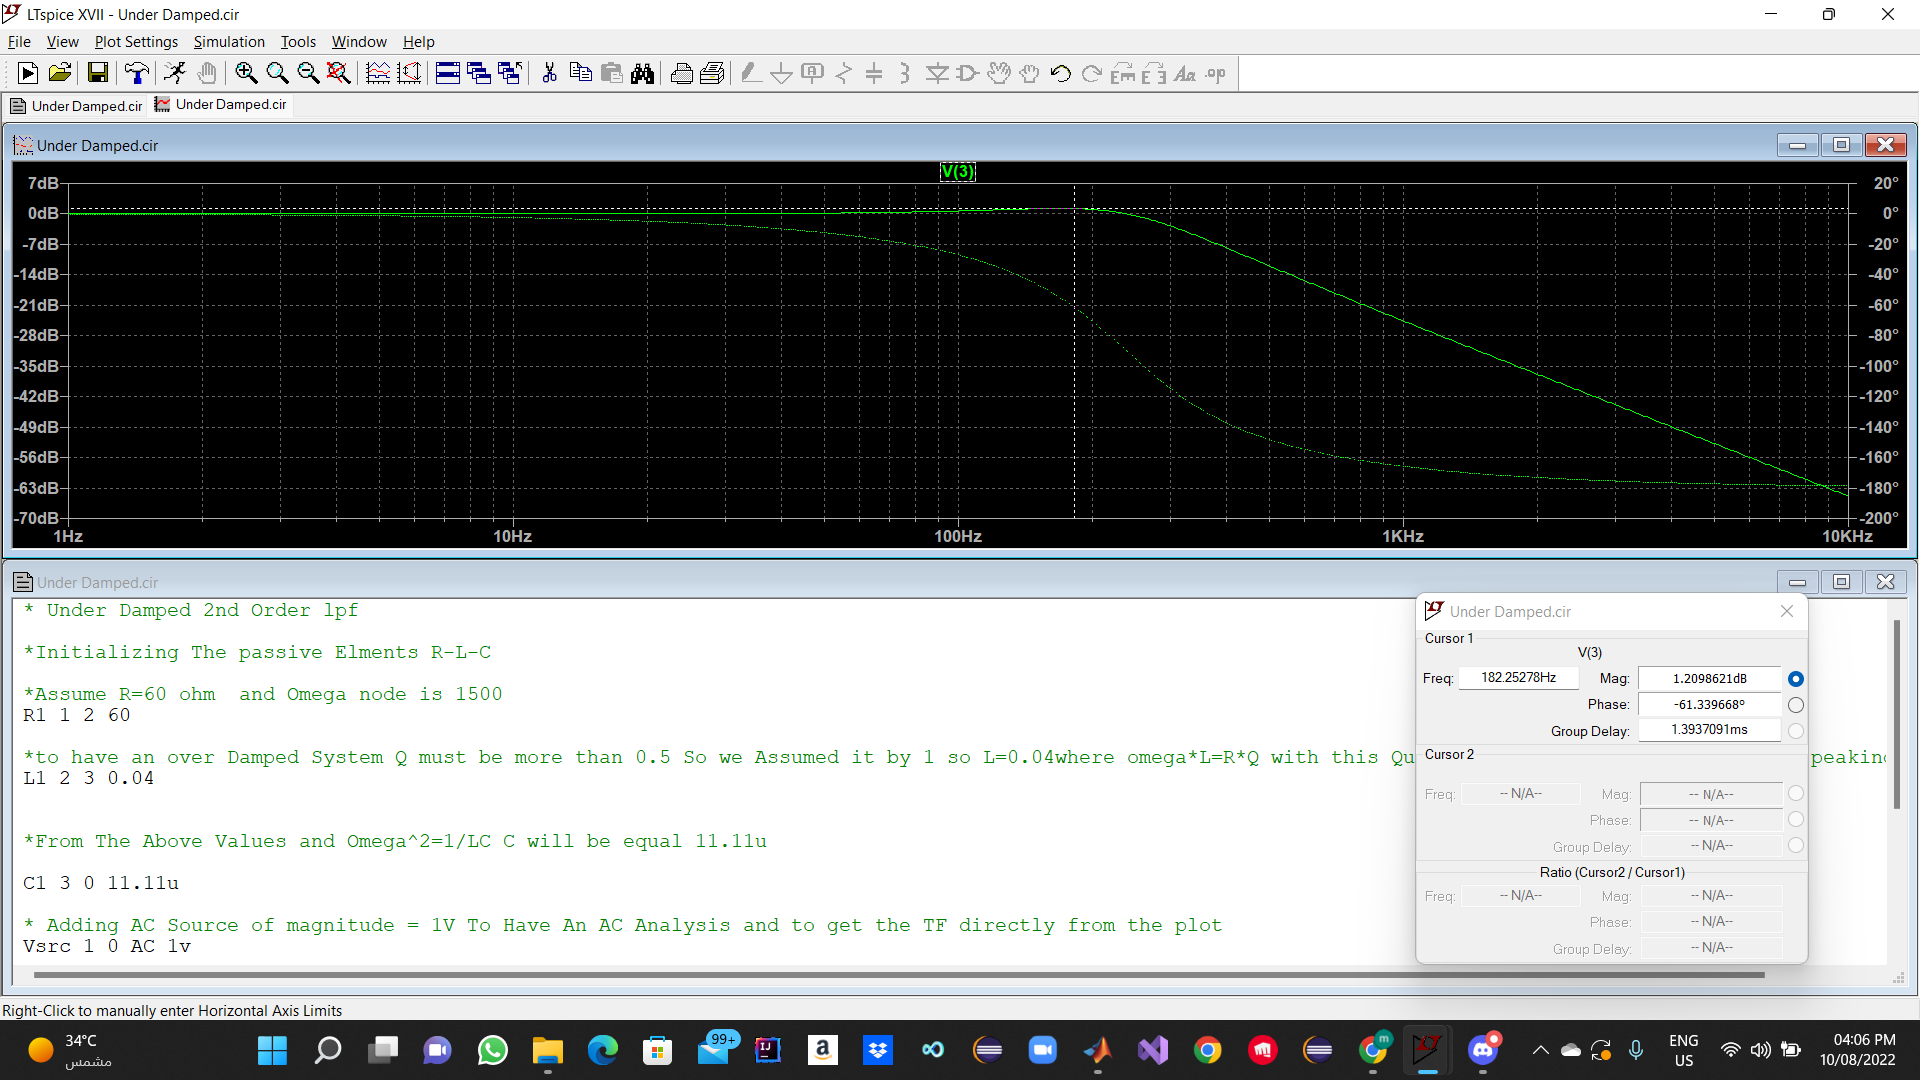 LTspice XVII - Under Damped.cir
File View Plot Settings Simulation Tools Window Help
Under Damped.cir Under Damped.cir
Under Damped.cir
V(3)
7dB 20°
0dB 0°
-7dB -20°
-14dB -40°
-21dB -60°
-28dB -80°
-35dB -100°
-42dB -120°
-49dB -140°
-56dB -160°
-63dB -180°
-70dB -200°
1Hz 10Hz 100Hz 1KHz 10KHz
Under Damped.cir
* Under Damped 2nd Order lpf
*Initializing The passive Elments R-L-C
*Assume R=60 ohm  and Omega node is 1500
R1 1 2 60
*to have an over Damped System Q must be more than 0.5 So we Assumed it by 1 so L=0.04where omega*L=R*Q with this Qu peaking
L1 2 3 0.04
*From The Above Values and Omega^2=1/LC C will be equal 11.11u
C1 3 0 11.11u
* Adding AC Source of magnitude = 1V To Have An AC Analysis and to get the TF directly from the plot
Vsrc 1 0 AC 1v
Under Damped.cir
Cursor 1
V(3)
Freq: 182.25278Hz Mag: 1.2098621dB
Phase: -61.339668°
Group Delay: 1.3937091ms
Cursor 2
Freq: -- N/A-- Mag: -- N/A--
Phase: -- N/A--
Group Delay: -- N/A--
Ratio (Cursor2 / Cursor1)
Freq: -- N/A-- Mag: -- N/A--
Phase: -- N/A--
Group Delay: -- N/A--
Right-Click to manually enter Horizontal Axis Limits
34°C
مشمس
99+
ENG
US
04:06 PM
10/08/2022